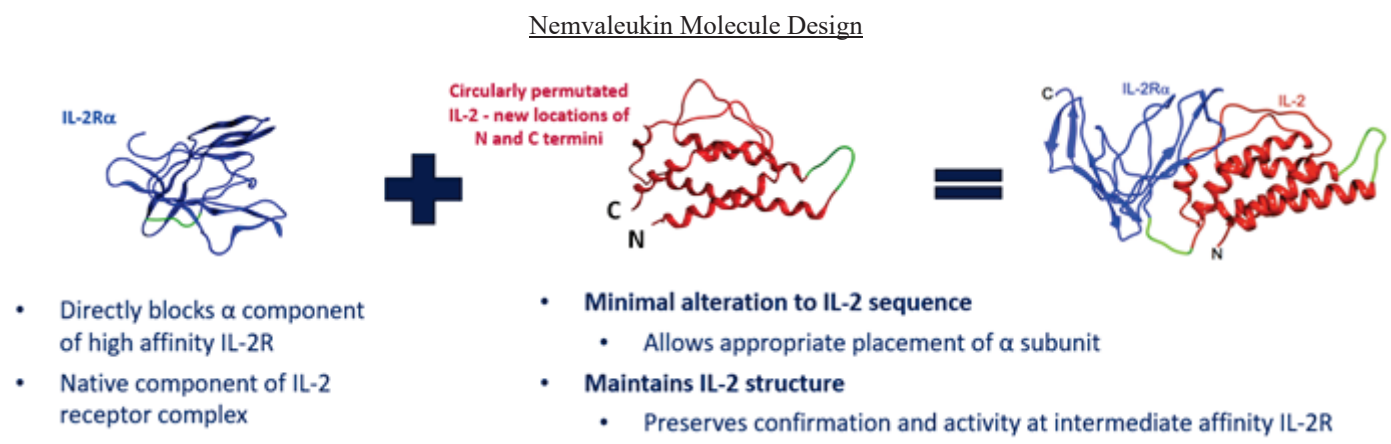 Nemvaleukin Molecule Design
IL-2Rα
Circularly permutated
IL-2 - new locations of
N and C termini
C
N
C
IL-2Rα
IL-2
N
• Directly blocks α component
of high affinity IL-2R
• Native component of IL-2
receptor complex
• Minimal alteration to IL-2 sequence
• Allows appropriate placement of α subunit
• Maintains IL-2 structure
• Preserves confirmation and activity at intermediate affinity IL-2R